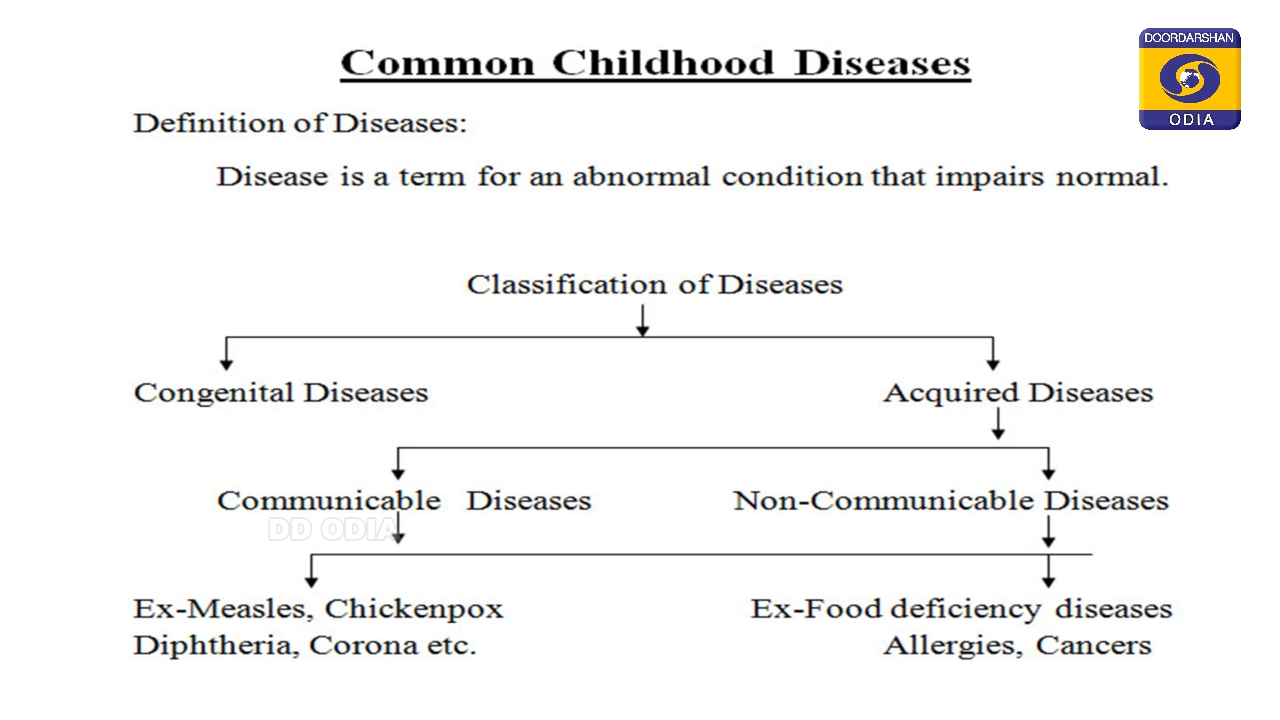 Common Childhood Diseases
DOORDARSHAN
ODIA
Definition of Diseases:
Disease is a term for an abnormal condition that impairs normal.
Classification of Diseases
Congenital Diseases
Acquired Diseases
Communicable Diseases
Non-Communicable Diseases
DD ODIA
Ex-Measles, Chickenpox
Diphtheria, Corona etc.
Ex-Food deficiency diseases
Allergies, Cancers